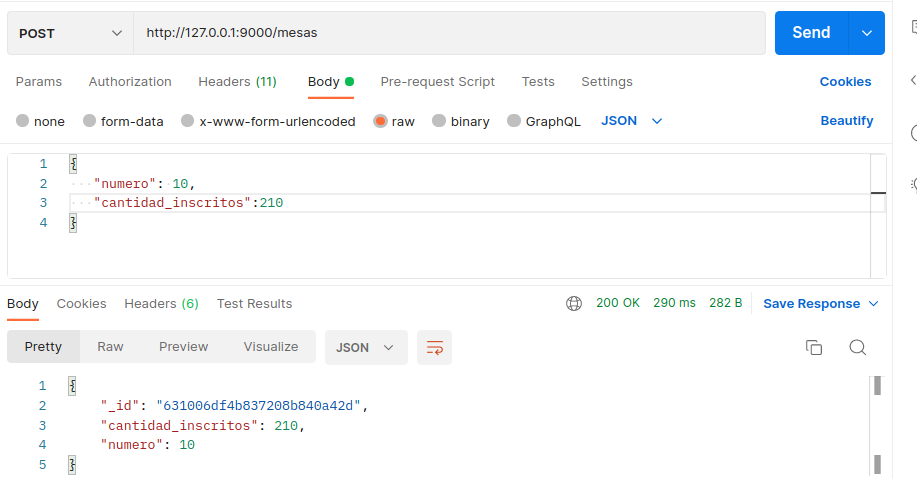 POST http://127.0.0.1:9000/mesas Send
Params Authorization Headers (11) Body Pre-request Script Tests Settings Cookies
none form-data x-www-form-urlencoded raw binary GraphQL JSON Beautify
1 {
2 "numero": 10,
3 "cantidad_inscritos":210
4 }
Body Cookies Headers (6) Test Results 200 OK 290 ms 282 B Save Response
Pretty Raw Preview Visualize JSON
1 {
2 "_id": "631006df4b837208b840a42d",
3 "cantidad_inscritos": 210,
4 "numero": 10
5 }